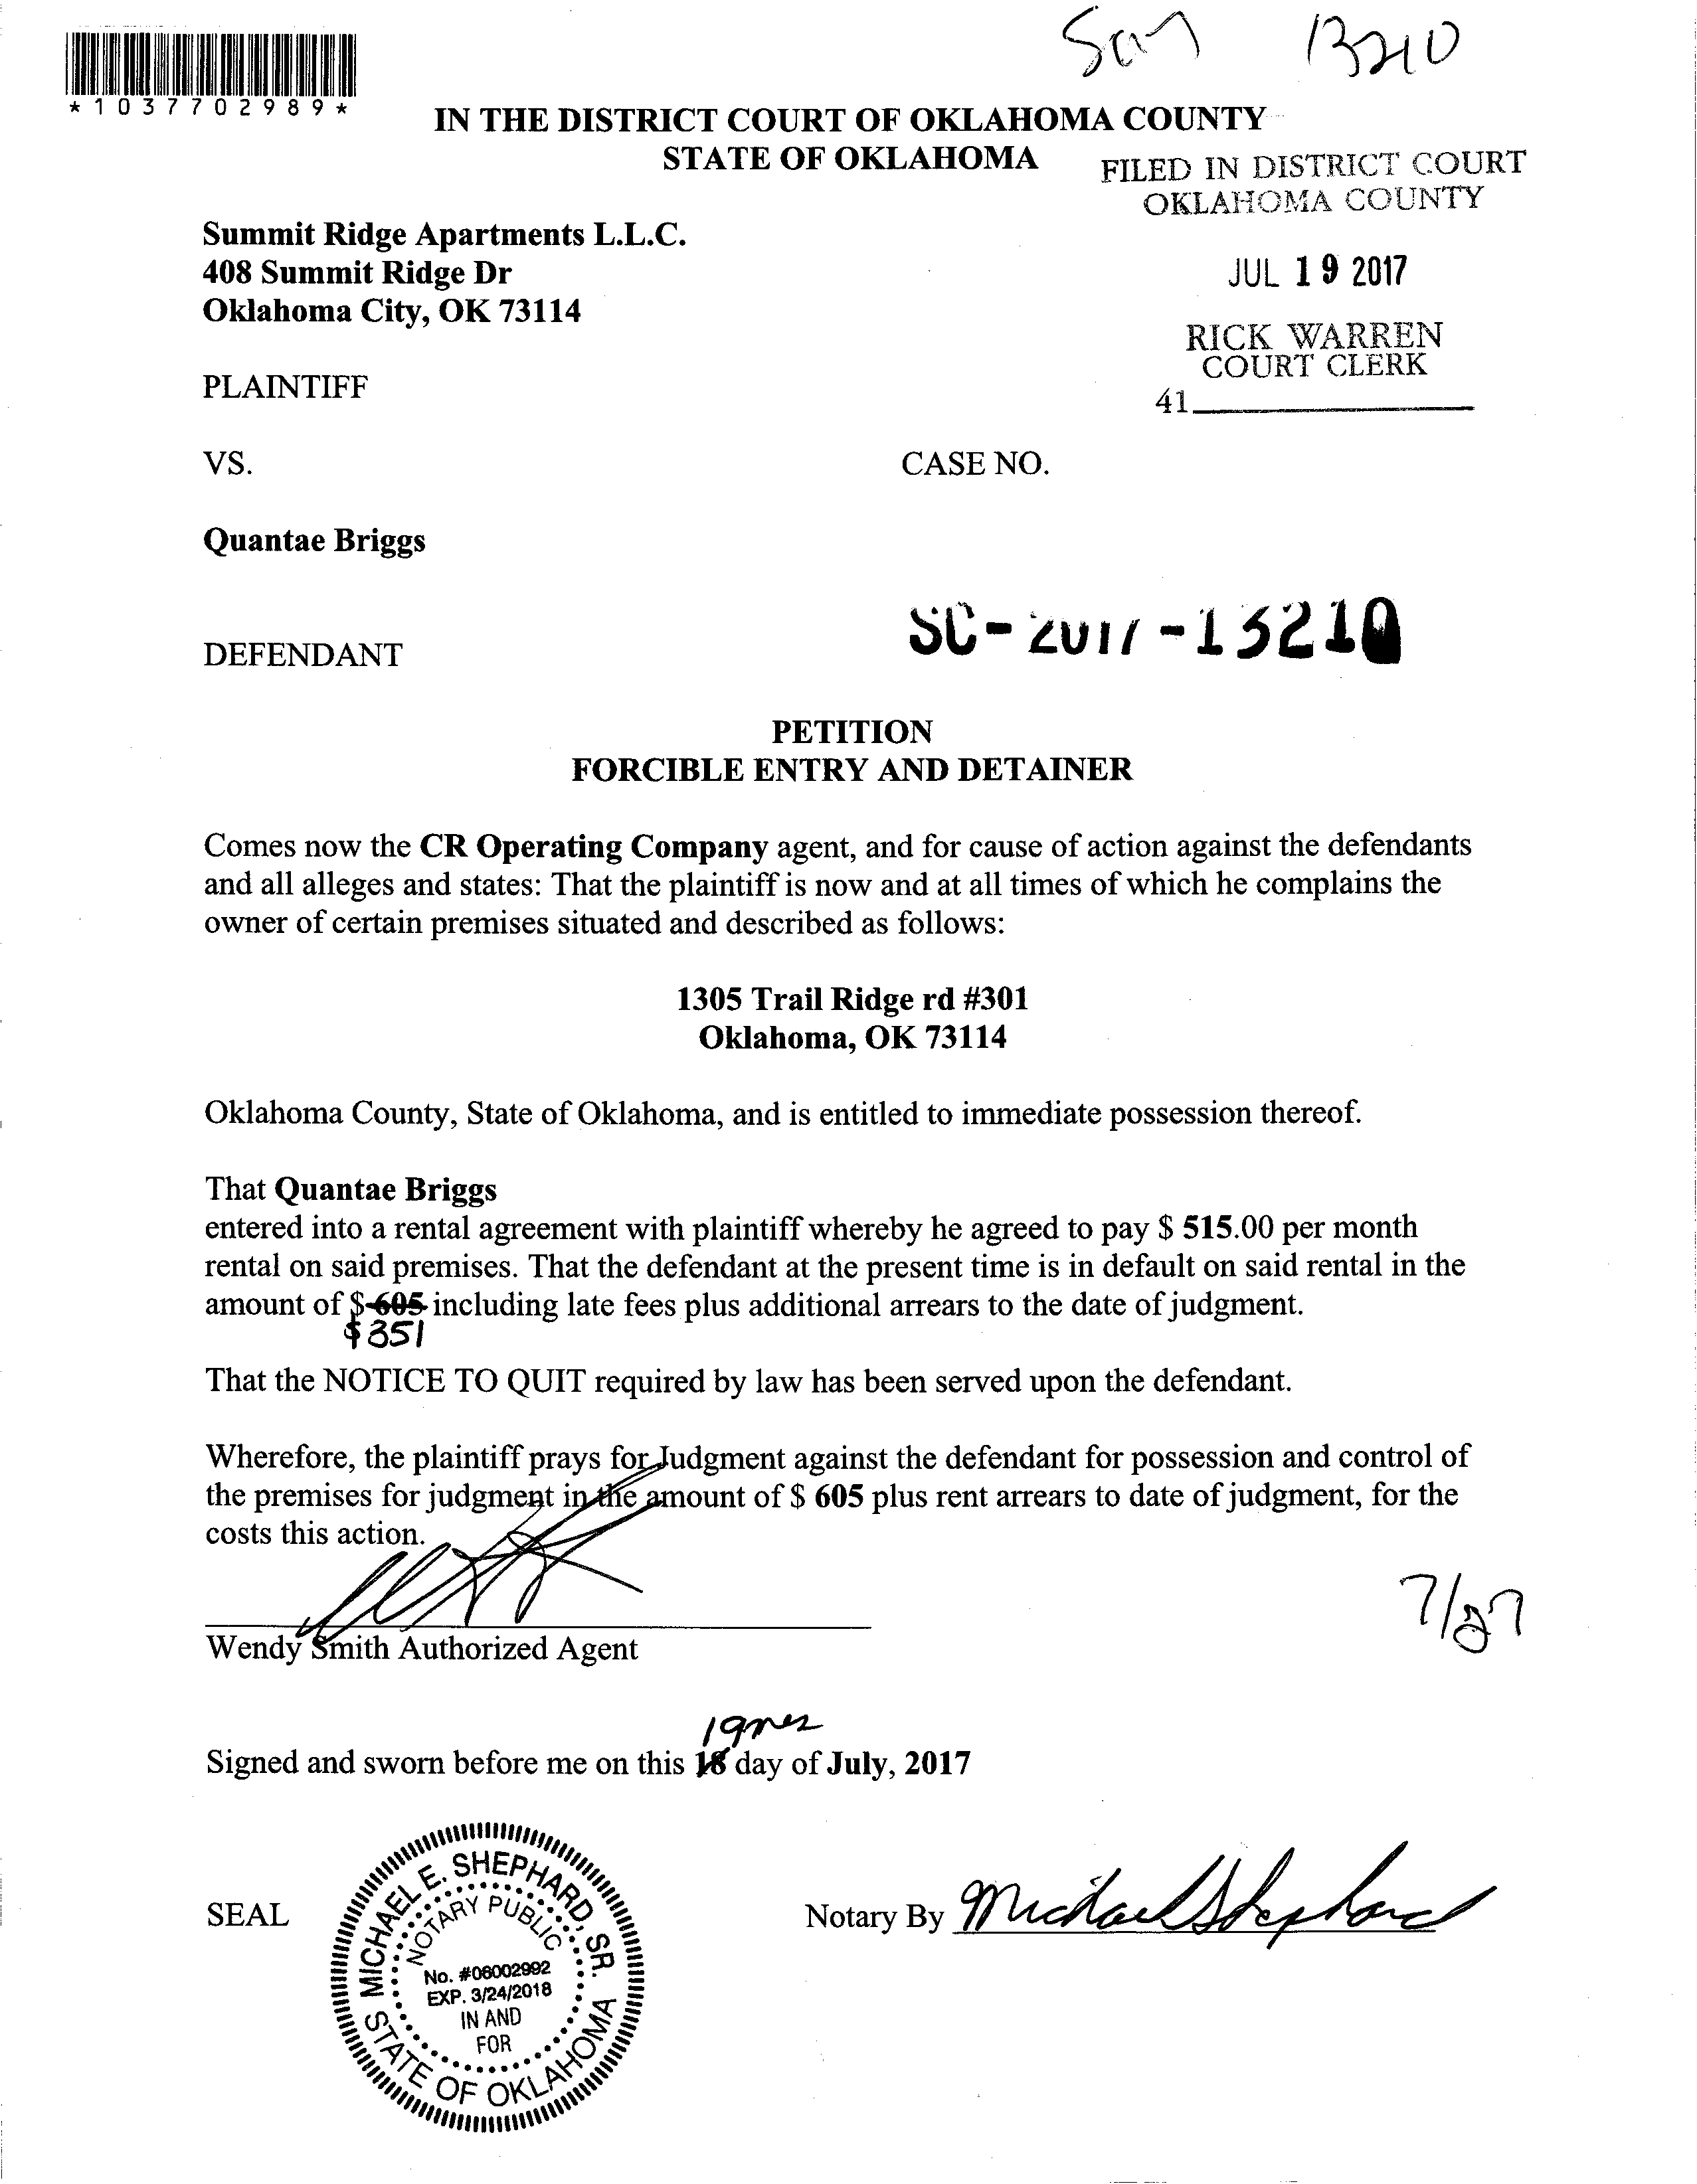 13210
*1037702989*
IN THE DISTRICT COURT OF OKLAHOMA COUNTY
STATE OF OKLAHOMA
FILED IN DISTRICT COURT
OKLAHOMA COUNTY
Summit Ridge Apartments L.L.C.
408 Summit Ridge Dr
Oklahoma City, OK 73114
JUL 19 2017
RICK WARREN
COURT CLERK
41
PLAINTIFF
VS.
CASE NO.
Quantae Briggs
SC-2017-13210
DEFENDANT
PETITION
FORCIBLE ENTRY AND DETAINER
Comes now the CR Operating Company agent, and for cause of action against the defendants
and all alleges and states: That the plaintiff is now and at all times of which he complains the
owner of certain premises situated and described as follows:
1305 Trail Ridge rd #301
Oklahoma, OK 73114
Oklahoma County, State of Oklahoma, and is entitled to immediate possession thereof.
That Quantae Briggs
entered into a rental agreement with plaintiff whereby he agreed to pay $ 515.00 per month
rental on said premises. That the defendant at the present time is in default on said rental in the
amount of $ 605 including late fees plus additional arrears to the date of judgment.
$351
That the NOTICE TO QUIT required by law has been served upon the defendant.
Wherefore, the plaintiff prays for Judgment against the defendant for possession and control of
the premises for judgment in the amount of $ 605 plus rent arrears to date of judgment, for the
costs this action.
7/27
Wendy Smith Authorized Agent
19
Signed and sworn before me on this 18 day of July, 2017
SEAL
MICHAEL E. SHEPHARD, SR.
NOTARY PUBLIC
No. #06002992
EXP. 3/24/2018
IN AND
FOR
STATE OF OKLAHOMA
Notary By Michael Shephard